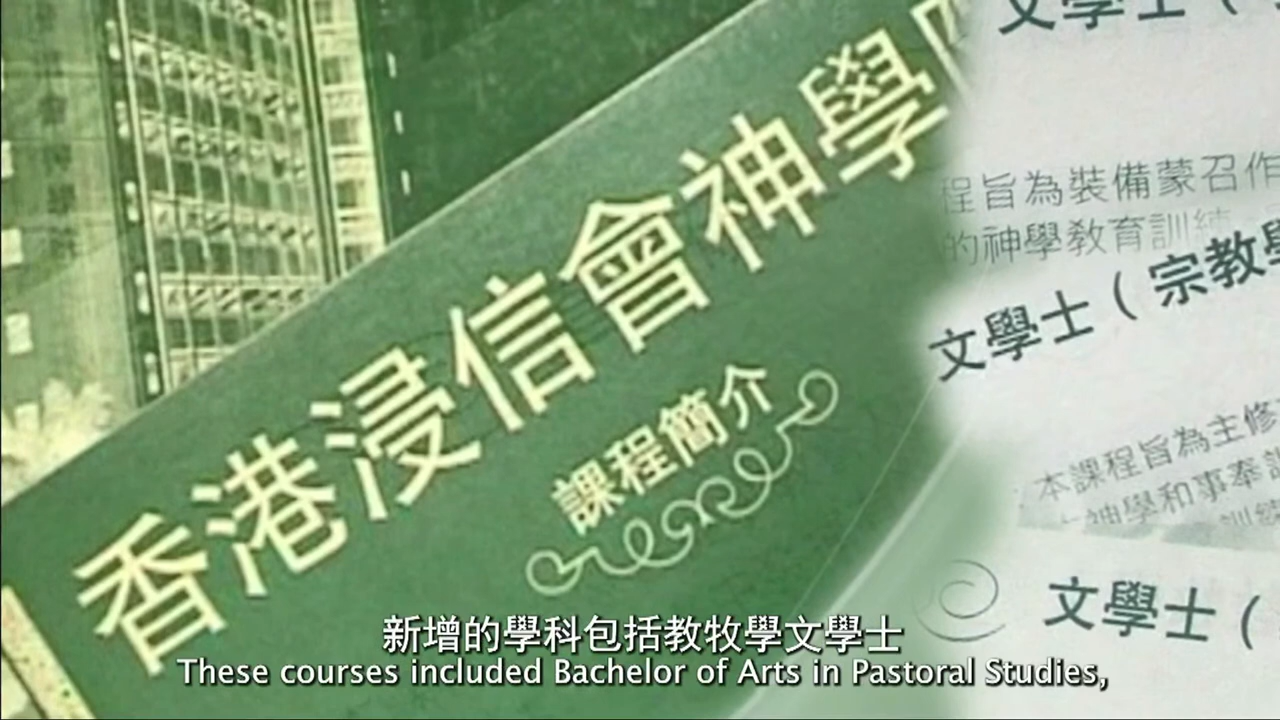 香港浸信會神學
課程簡介
文學士（
程旨為裝備蒙召作
的神學教育訓練
文學士（宗教學
本課程旨為主修
神學和事奉
訓練
文學士（
新增的學科包括教牧學文學士
These courses included Bachelor of Arts in Pastoral Studies,